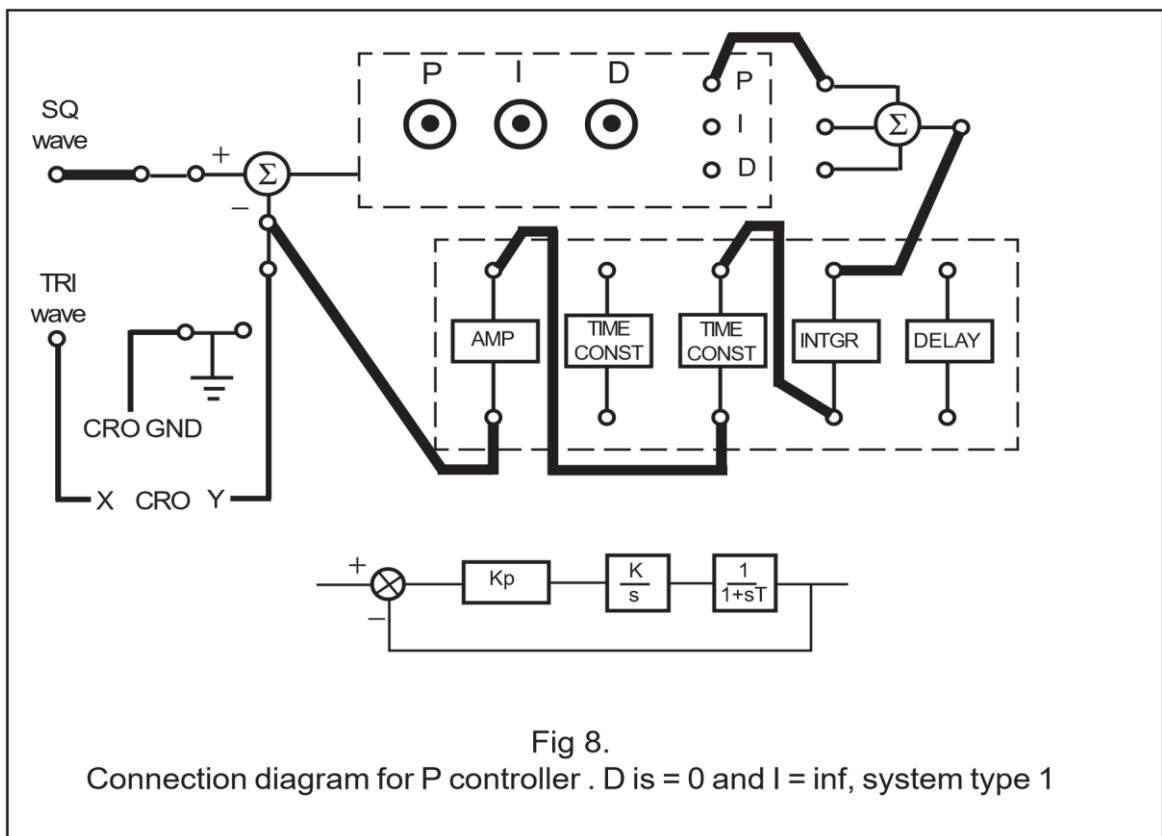 P I D
P
I
D
Σ
SQ
wave
+
Σ
−
TRI
wave
CRO GND
X CRO Y
AMP
TIME
CONST
TIME
CONST
INTGR
DELAY
+
−
Kp
K
s
1
1+sT
Fig 8.
Connection diagram for P controller . D is = 0 and I = inf, system type 1